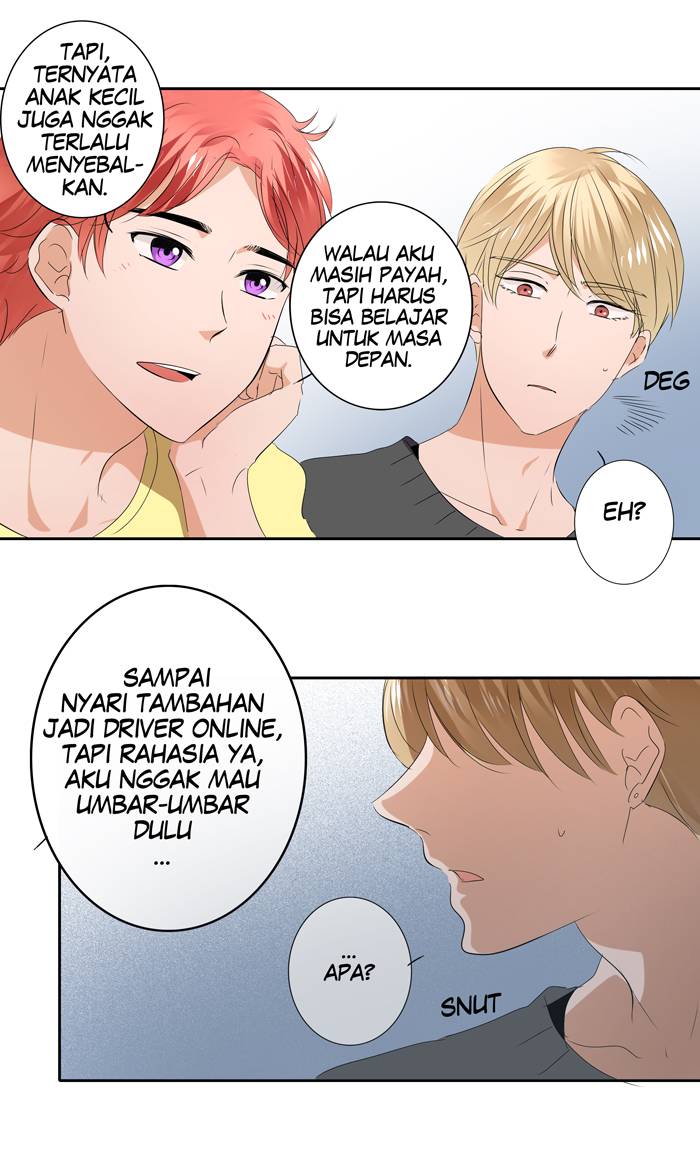 TAPI,
TERNYATA
ANAK KECIL
JUGA NGGAK
TERLALU
MENYEBAL-
KAN.
WALAU AKU
MASIH PAYAH,
TAPI HARUS
BISA BELAJAR
UNTUK MASA
DEPAN.
DEG
EH?
SAMPAI
NYARI TAMBAHAN
JADI DRIVER ONLINE,
TAPI RAHASIA YA,
AKU NGGAK MAU
UMBAR-UMBAR
DULU
...
...
APA?
SNUT